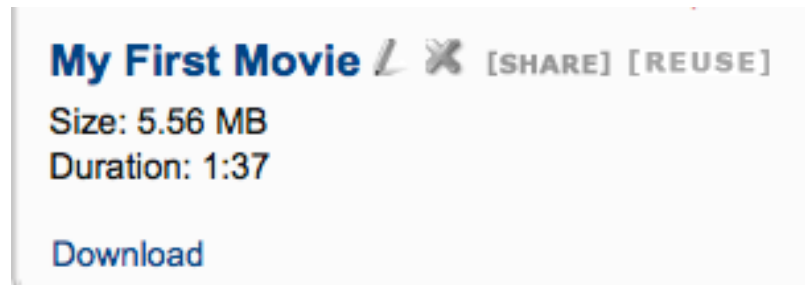 My First Movie [SHARE] [REUSE]
Size: 5.56 MB
Duration: 1:37
Download